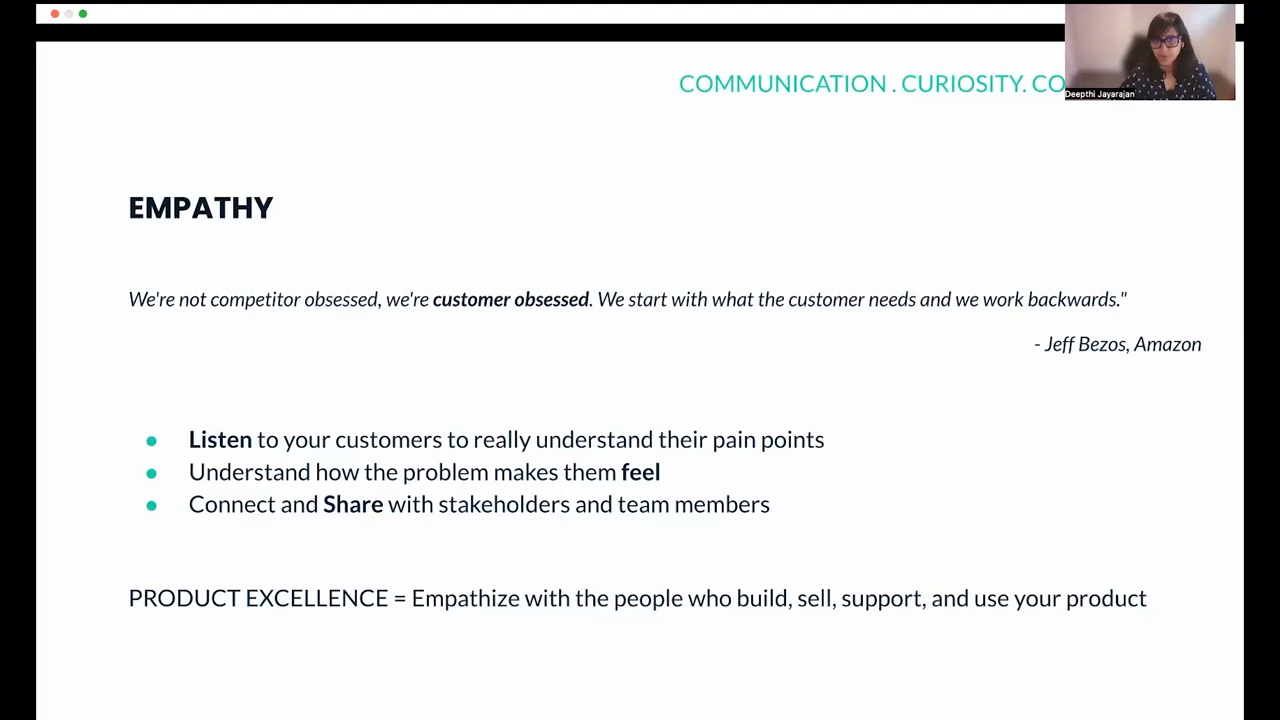 COMMUNICATION . CURIOSITY. CO
Deepthi Jayarajan
EMPATHY
We're not competitor obsessed, we're customer obsessed. We start with what the customer needs and we work backwards."
- Jeff Bezos, Amazon
● Listen to your customers to really understand their pain points
● Understand how the problem makes them feel
● Connect and Share with stakeholders and team members
PRODUCT EXCELLENCE = Empathize with the people who build, sell, support, and use your product